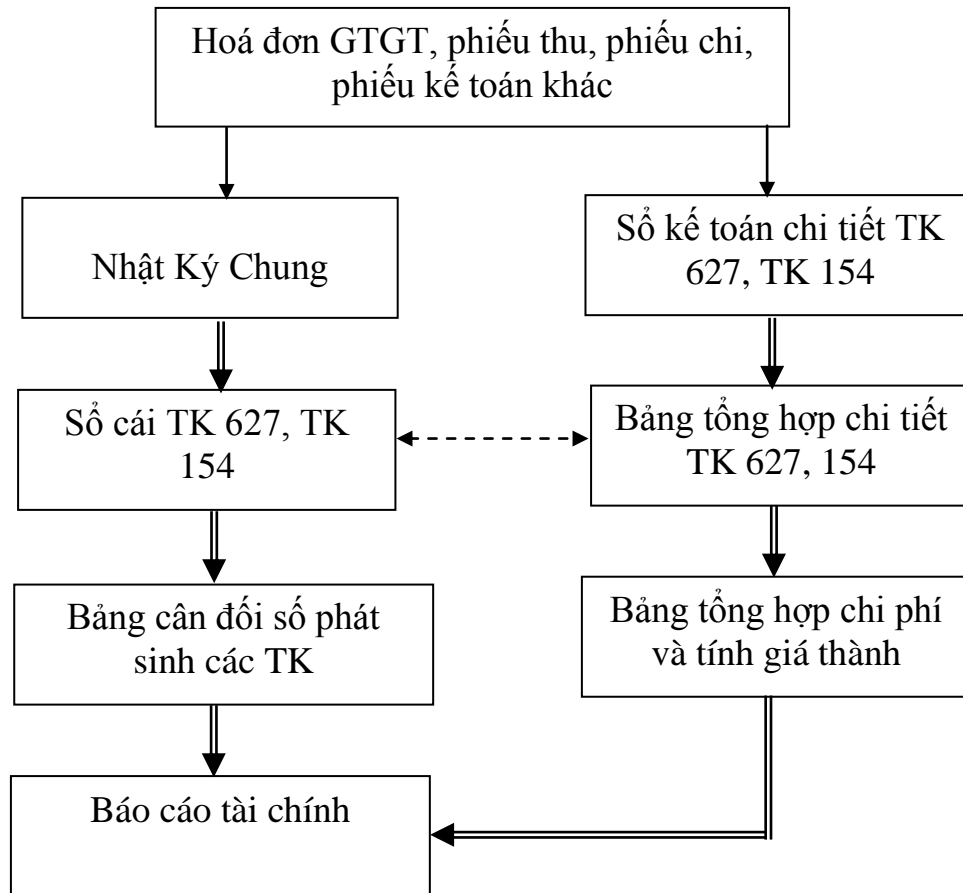 Hoá đơn GTGT, phiếu thu, phiếu chi,
phiếu kế toán khác
Nhật Ký Chung
Sổ kế toán chi tiết TK
627, TK 154
Sổ cái TK 627, TK
154
Bảng tổng hợp chi tiết
TK 627, 154
Bảng cân đối số phát
sinh các TK
Bảng tổng hợp chi phí
và tính giá thành
Báo cáo tài chính